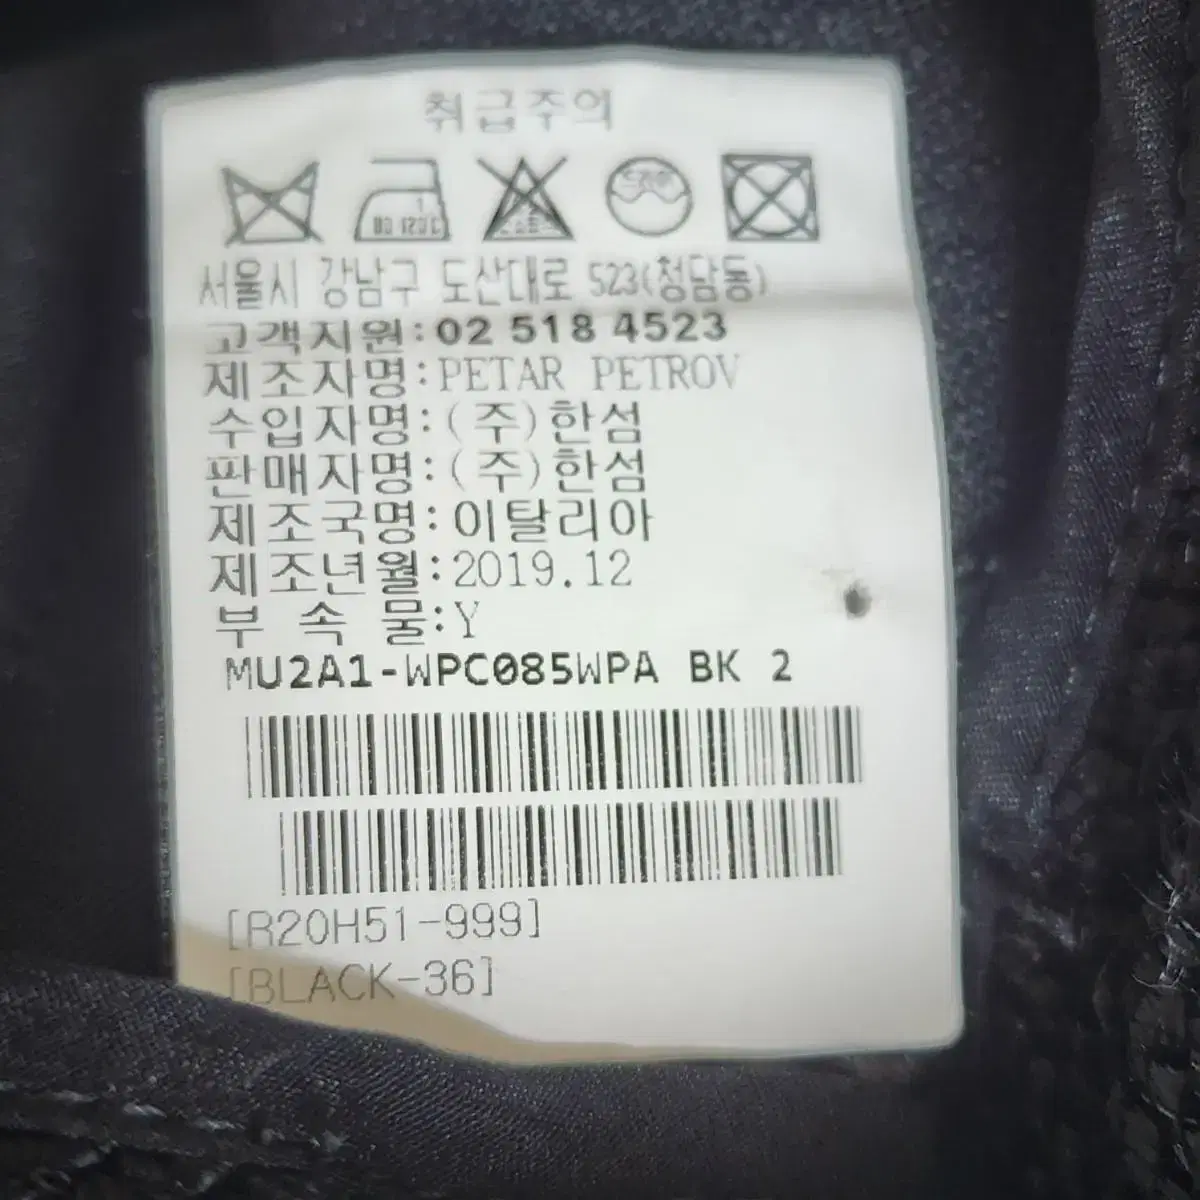 취급주의
서울시 강남구 도산대로 523(청담동)
고객지원:02 518 4523
제조자명:PETAR PETROV
수입자명:(주)한섬
판매자명:(주)한섬
제조국명:이탈리아
제조년월:2019.12
부 속 물:Y
MU2A1-WPC085WPA BK 2
[R20H51-999]
[BLACK-36]